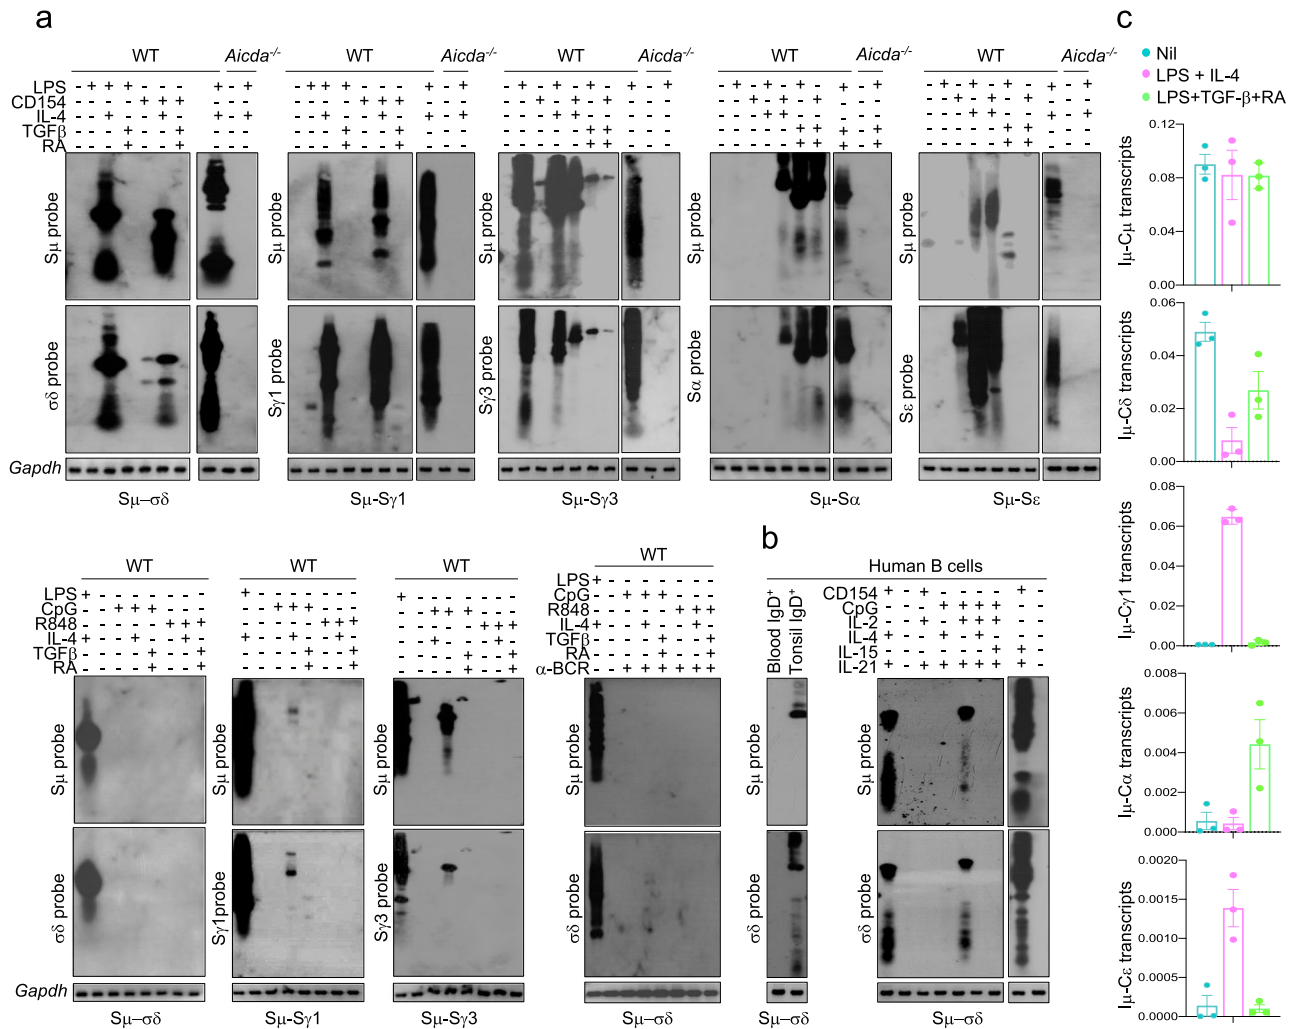 a
WT Aicda-/- WT Aicda-/- WT Aicda-/- WT Aicda-/- WT Aicda-/-
LPS
CD154
IL-4
TGFβ
RA
Sμ probe Sμ probe Sμ probe Sμ probe Sμ probe
σδ probe Sγ1 probe Sγ3 probe Sα probe Sε probe
Gapdh
Sμ–σδ Sμ-Sγ1 Sμ-Sγ3 Sμ-Sα Sμ-Sε
WT WT WT WT
LPS
CpG
R848
IL-4
TGFβ
RA
LPS
CpG
R848
IL-4
TGFβ
RA
α-BCR
Sμ probe Sμ probe Sμ probe Sμ probe
σδ probe Sγ1probe Sγ3 probe σδ probe
Gapdh
Sμ–σδ Sμ-Sγ1 Sμ-Sγ3 Sμ–σδ
b
Human B cells
Blood IgD+
Tonsil IgD+
CD154
CpG
IL-2
IL-4
IL-15
IL-21
Sμ probe Sμ probe
σδ probe σδ probe
Sμ–σδ Sμ–σδ
c
Nil
LPS + IL-4
LPS+TGF-β+RA
Iμ-Cμ transcripts
0.12
0.08
0.04
0.00
Iμ-Cδ transcripts
0.06
0.04
0.02
0.00
Iμ-Cγ1 transcripts
0.08
0.06
0.04
0.02
0.00
Iμ-Cα transcripts
0.008
0.006
0.004
0.002
0.000
Iμ-Cε transcripts
0.0020
0.0015
0.0010
0.0005
0.0000